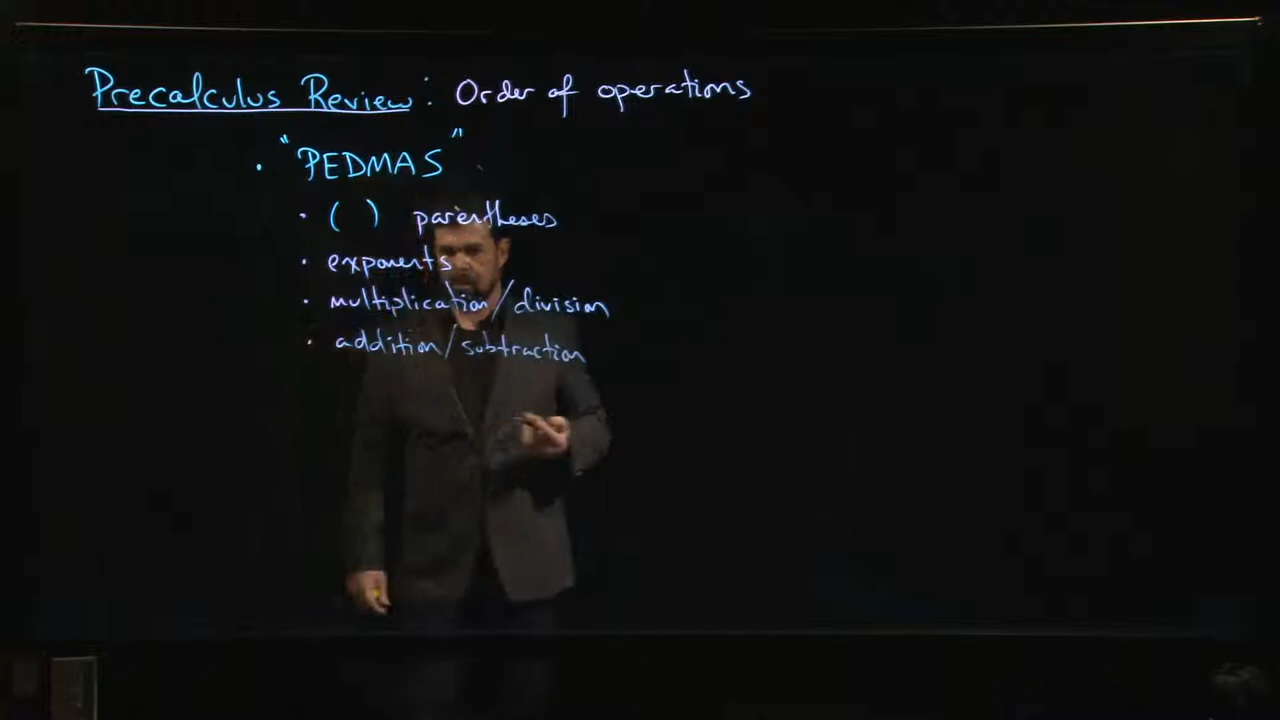 Precalculus Review: Order of operations
· "PEDMAS"
· ( ) parentheses
· exponents
· multiplication/division
· addition/subtraction